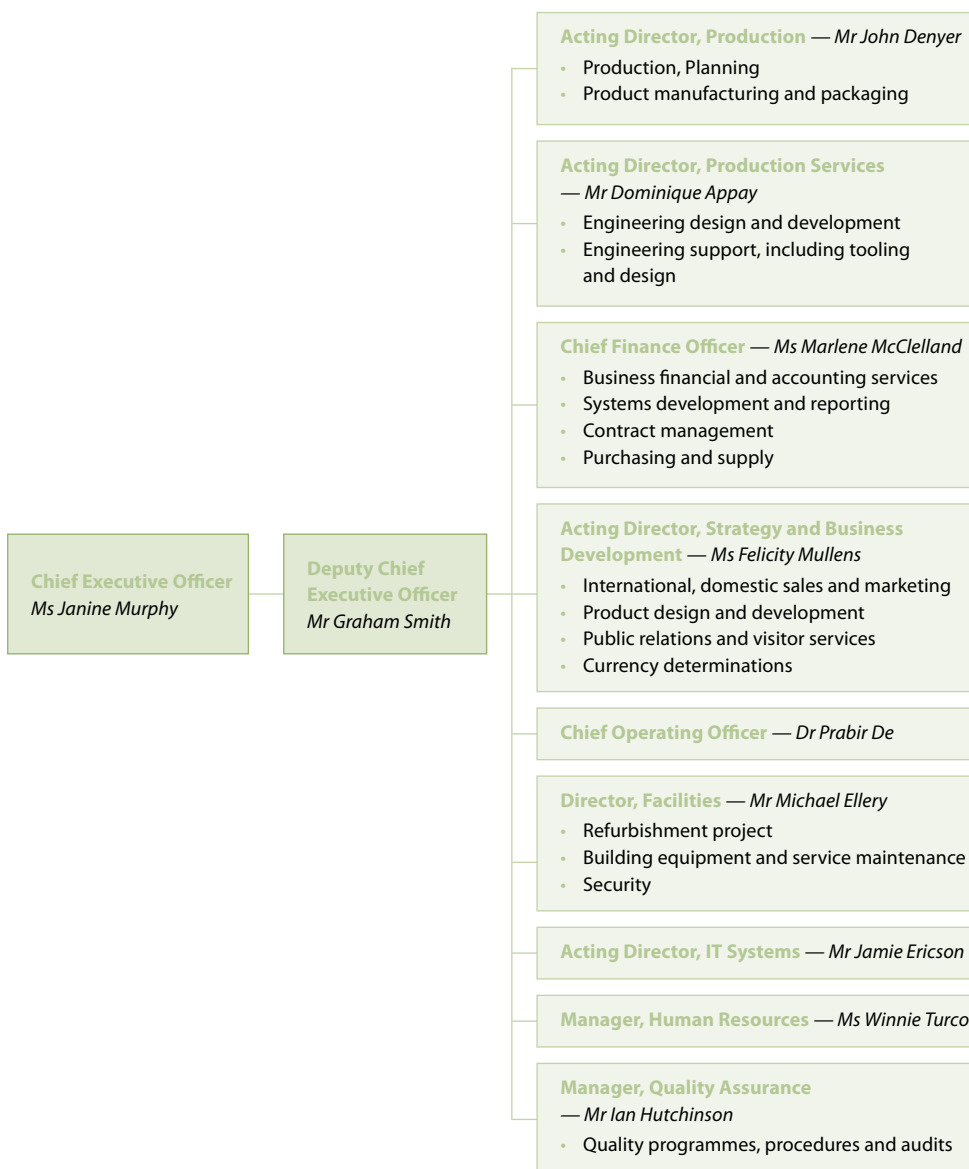 Acting Director, Production — Mr John Denyer
• Production, Planning
• Product manufacturing and packaging
Acting Director, Production Services
— Mr Dominique Appay
• Engineering design and development
• Engineering support, including tooling
and design
Chief Finance Officer — Ms Marlene McClelland
• Business financial and accounting services
• Systems development and reporting
• Contract management
• Purchasing and supply
Chief Executive Officer
Ms Janine Murphy
Deputy Chief
Executive Officer
Mr Graham Smith
Acting Director, Strategy and Business
Development — Ms Felicity Mullens
• International, domestic sales and marketing
• Product design and development
• Public relations and visitor services
• Currency determinations
Chief Operating Officer — Dr Prabir De
Director, Facilities — Mr Michael Ellery
• Refurbishment project
• Building equipment and service maintenance
• Security
Acting Director, IT Systems — Mr Jamie Ericson
Manager, Human Resources — Ms Winnie Turco
Manager, Quality Assurance
— Mr Ian Hutchinson
• Quality programmes, procedures and audits